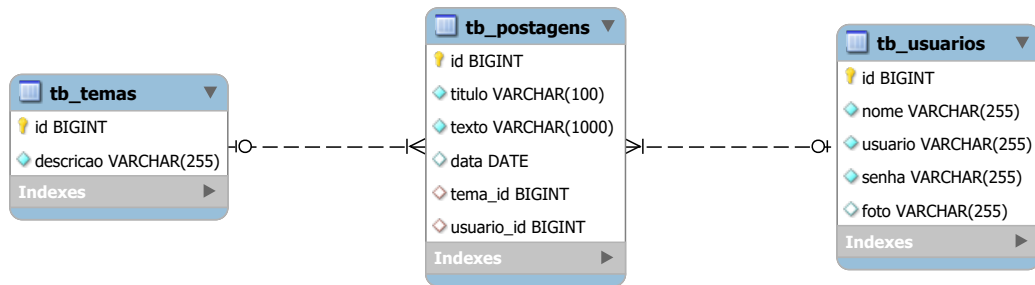 tb_temas
id BIGINT
descricao VARCHAR(255)
Indexes
tb_postagens
id BIGINT
titulo VARCHAR(100)
texto VARCHAR(1000)
data DATE
tema_id BIGINT
usuario_id BIGINT
Indexes
tb_usuarios
id BIGINT
nome VARCHAR(255)
usuario VARCHAR(255)
senha VARCHAR(255)
foto VARCHAR(255)
Indexes